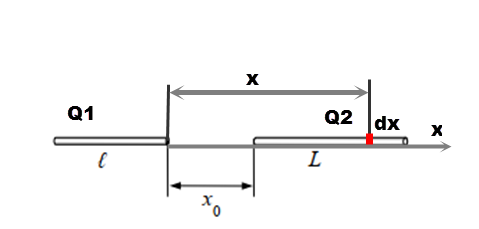 x
Q1
Q2
dx
x
ℓ
L
x₀